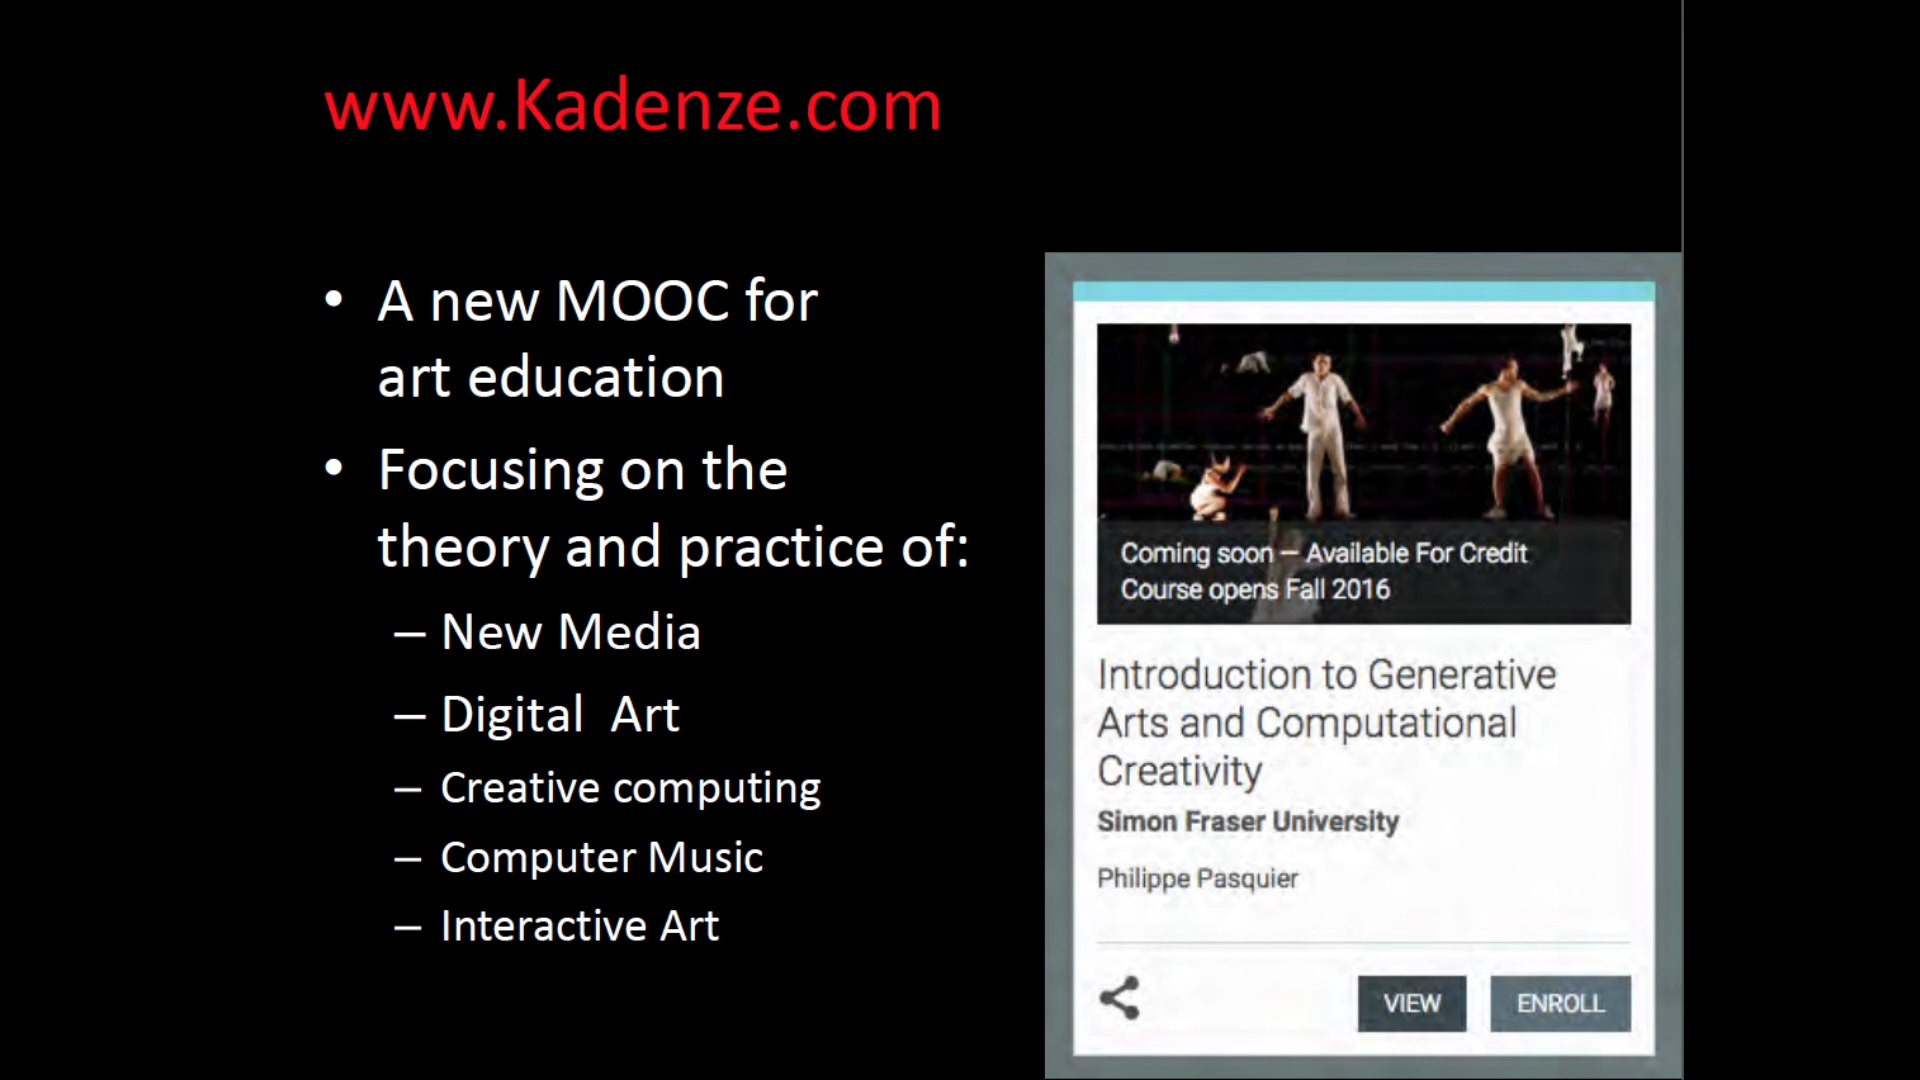 www.Kadenze.com
• A new MOOC for
art education
• Focusing on the
theory and practice of:
– New Media
– Digital  Art
– Creative computing
– Computer Music
– Interactive Art
Coming soon – Available For Credit
Course opens Fall 2016
Introduction to Generative
Arts and Computational
Creativity
Simon Fraser University
Philippe Pasquier
VIEW
ENROLL